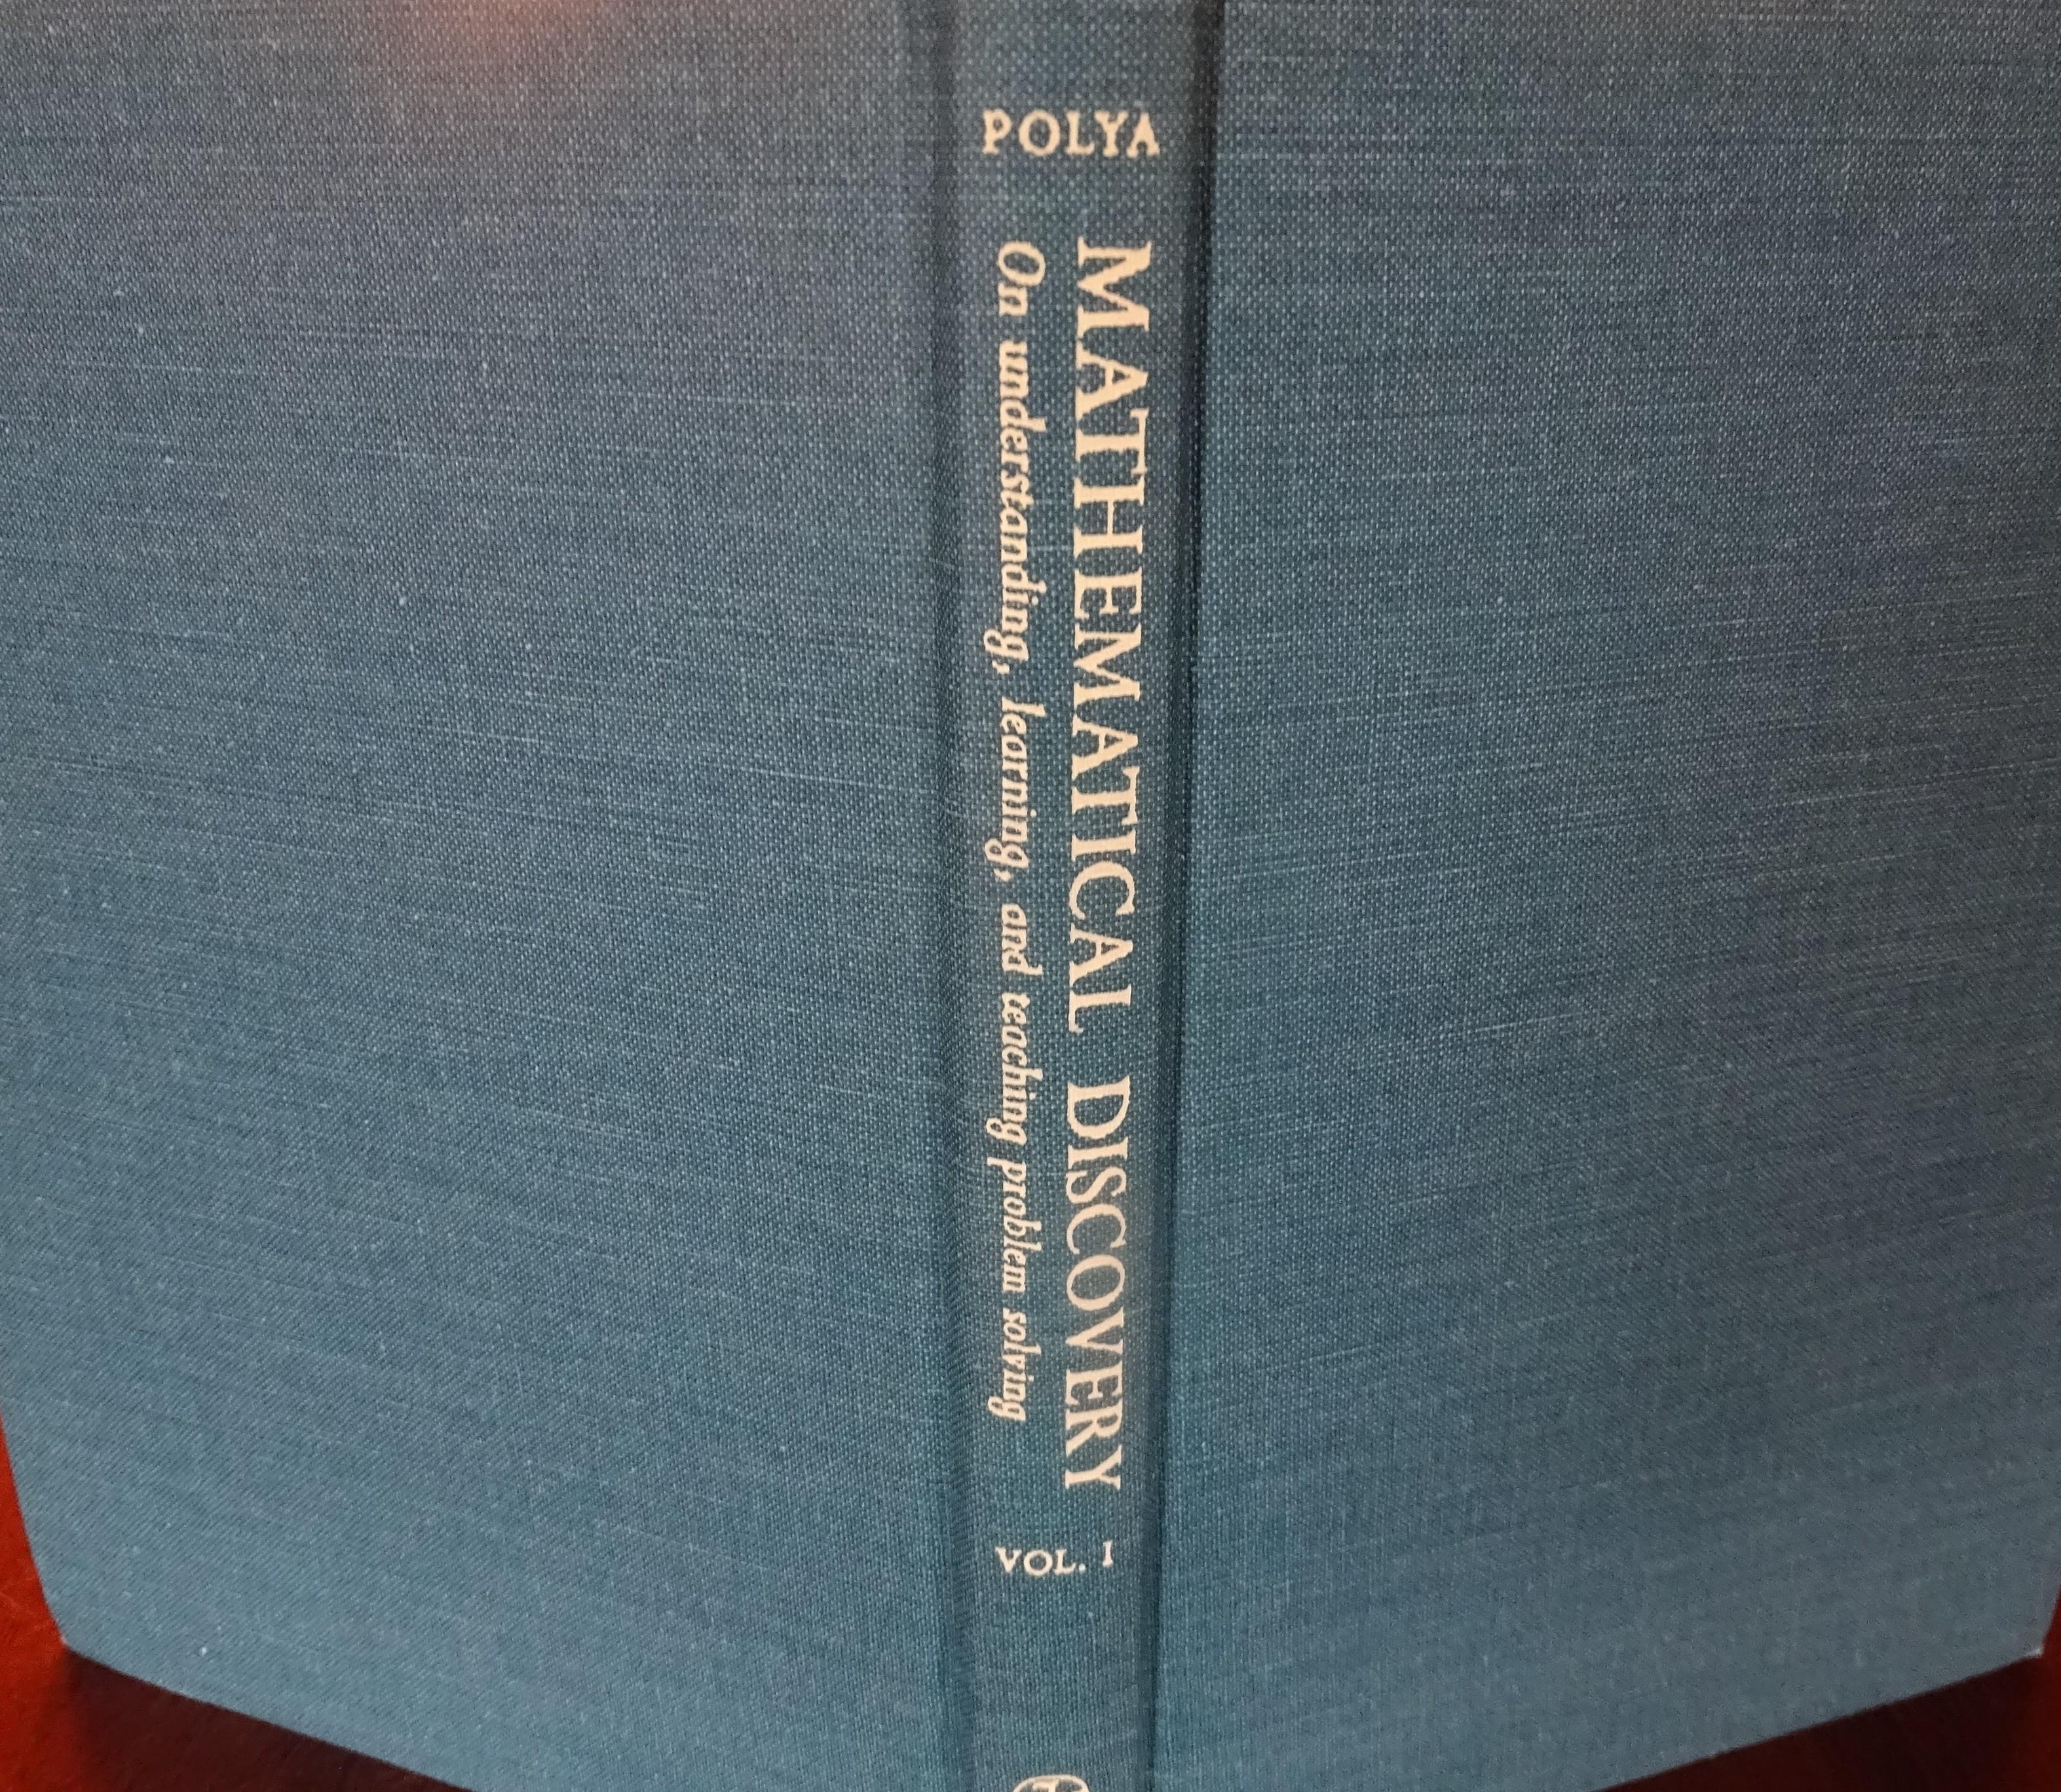 POLYA
MATHEMATICAL DISCOVERY
On understanding, learning, and teaching problem solving
VOL. I